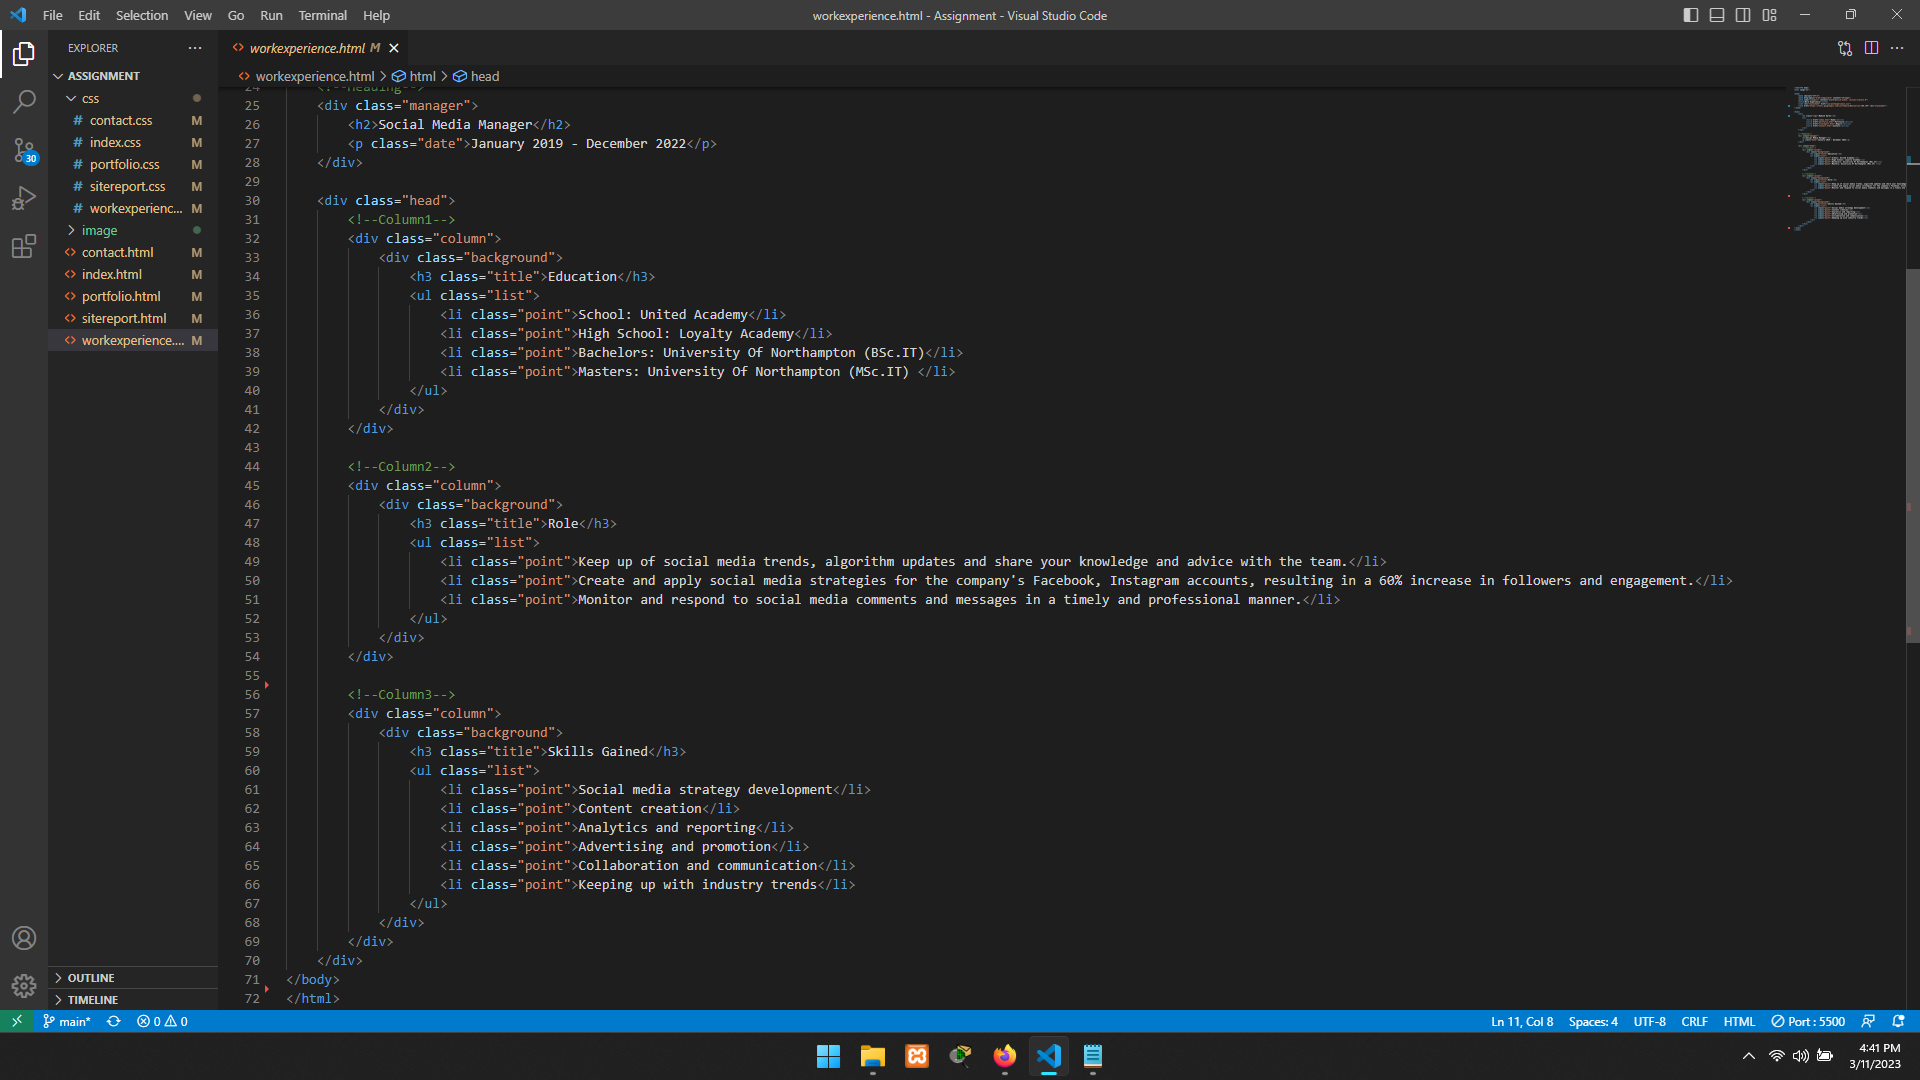 File Edit Selection View Go Run Terminal Help
workexperience.html - Assignment - Visual Studio Code
EXPLORER
ASSIGNMENT
css
# contact.css M
# index.css M
# portfolio.css M
# sitereport.css M
# workexperienc... M
image
contact.html M
index.html M
portfolio.html M
sitereport.html M
workexperience.... M
OUTLINE
TIMELINE
30
workexperience.html M
workexperience.html > html > head
24 <!--Heading-->
25 <div class="manager">
26 <h2>Social Media Manager</h2>
27 <p class="date">January 2019 - December 2022</p>
28 </div>
29
30 <div class="head">
31 <!--Column1-->
32 <div class="column">
33 <div class="background">
34 <h3 class="title">Education</h3>
35 <ul class="list">
36 <li class="point">School: United Academy</li>
37 <li class="point">High School: Loyalty Academy</li>
38 <li class="point">Bachelors: University Of Northampton (BSc.IT)</li>
39 <li class="point">Masters: University Of Northampton (MSc.IT) </li>
40 </ul>
41 </div>
42 </div>
43
44 <!--Column2-->
45 <div class="column">
46 <div class="background">
47 <h3 class="title">Role</h3>
48 <ul class="list">
49 <li class="point">Keep up of social media trends, algorithm updates and share your knowledge and advice with the team.</li>
50 <li class="point">Create and apply social media strategies for the company's Facebook, Instagram accounts, resulting in a 60% increase in followers and engagement.</li>
51 <li class="point">Monitor and respond to social media comments and messages in a timely and professional manner.</li>
52 </ul>
53 </div>
54 </div>
55
56 <!--Column3-->
57 <div class="column">
58 <div class="background">
59 <h3 class="title">Skills Gained</h3>
60 <ul class="list">
61 <li class="point">Social media strategy development</li>
62 <li class="point">Content creation</li>
63 <li class="point">Analytics and reporting</li>
64 <li class="point">Advertising and promotion</li>
65 <li class="point">Collaboration and communication</li>
66 <li class="point">Keeping up with industry trends</li>
67 </ul>
68 </div>
69 </div>
70 </div>
71 </body>
72 </html>
main* 0 0
Ln 11, Col 8 Spaces: 4 UTF-8 CRLF HTML Port : 5500
4:41 PM
3/11/2023